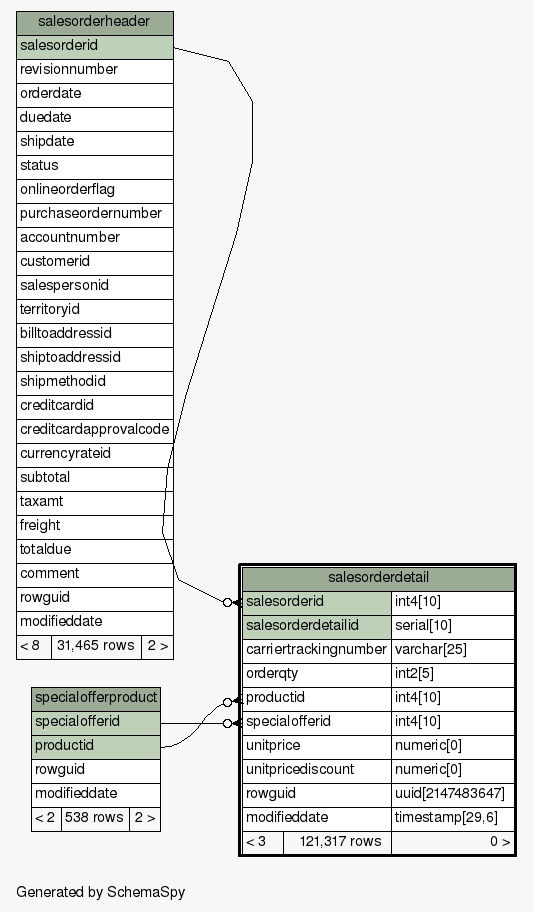 salesorderheader
salesorderid
revisionnumber
orderdate
duedate
shipdate
status
onlineorderflag
purchaseordernumber
accountnumber
customerid
salespersonid
territoryid
billtoaddressid
shiptoaddressid
shipmethodid
creditcardid
creditcardapprovalcode
currencyrateid
subtotal
taxamt
freight
totaldue
comment
rowguid
modifieddate
< 8 31,465 rows 2 >
specialofferproduct
specialofferid
productid
rowguid
modifieddate
< 2 538 rows 2 >
salesorderdetail
salesorderid int4[10]
salesorderdetailid serial[10]
carriertrackingnumber varchar[25]
orderqty int2[5]
productid int4[10]
specialofferid int4[10]
unitprice numeric[0]
unitpricediscount numeric[0]
rowguid uuid[2147483647]
modifieddate timestamp[29,6]
< 3 121,317 rows 0 >
Generated by SchemaSpy